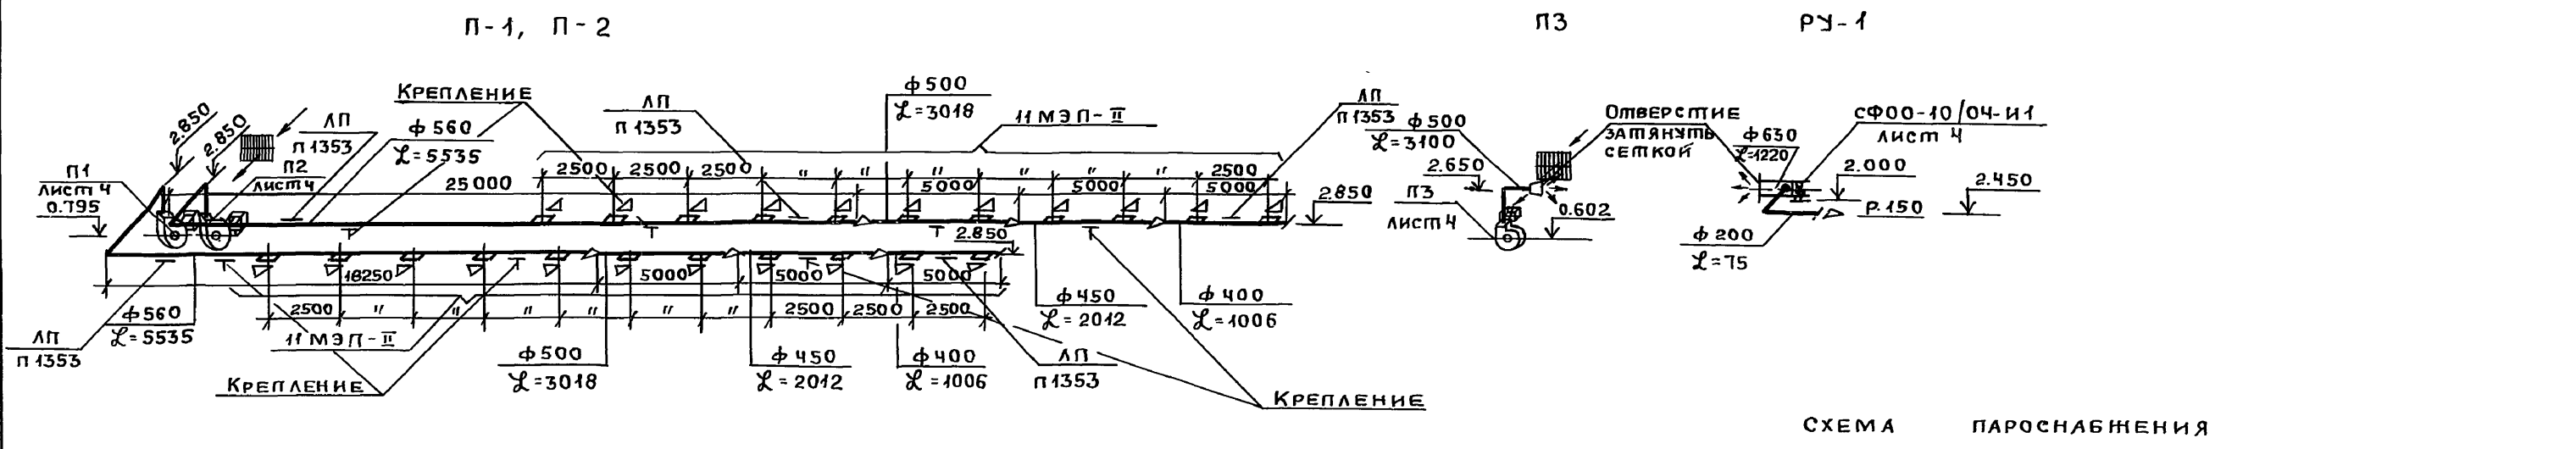 П-1, П-2
П3
РУ-1
2.850
2.850
П1
ЛИСТ 4
0.795
П2
ЛИСТ 4
ЛП
П 1353
КРЕПЛЕНИЕ
ф 560
ℒ=5535
ЛП
П 1353
ф 500
ℒ=3018
11 МЭП-II
ЛП
П 1353
25 000
2500 2500 2500 " " " " " " 2500
5000 5000 5000
2.850
2.850
18250 5000 5000 5000
2500 " " " " " " 2500 2500 2500
ЛП
П 1353
ф 560
ℒ=5535
11 МЭП-II
КРЕПЛЕНИЕ
ф 500
ℒ=3018
ф 450
ℒ=2012
ф 400
ℒ=1006
ЛП
П 1353
ф 450
ℒ=2012
ф 400
ℒ=1006
КРЕПЛЕНИЕ
ф 500
ℒ=3100
2.650
П3
ЛИСТ 4
0.602
ОТВЕРСТИЕ
ЗАТЯНУТЬ
СЕТКОЙ
ф 630
ℒ=1220
СФОО-10/04-И1
ЛИСТ 4
2.000
2.450
Р.150
ф 200
ℒ=75
СХЕМА ПАРОСНАБЖЕНИЯ